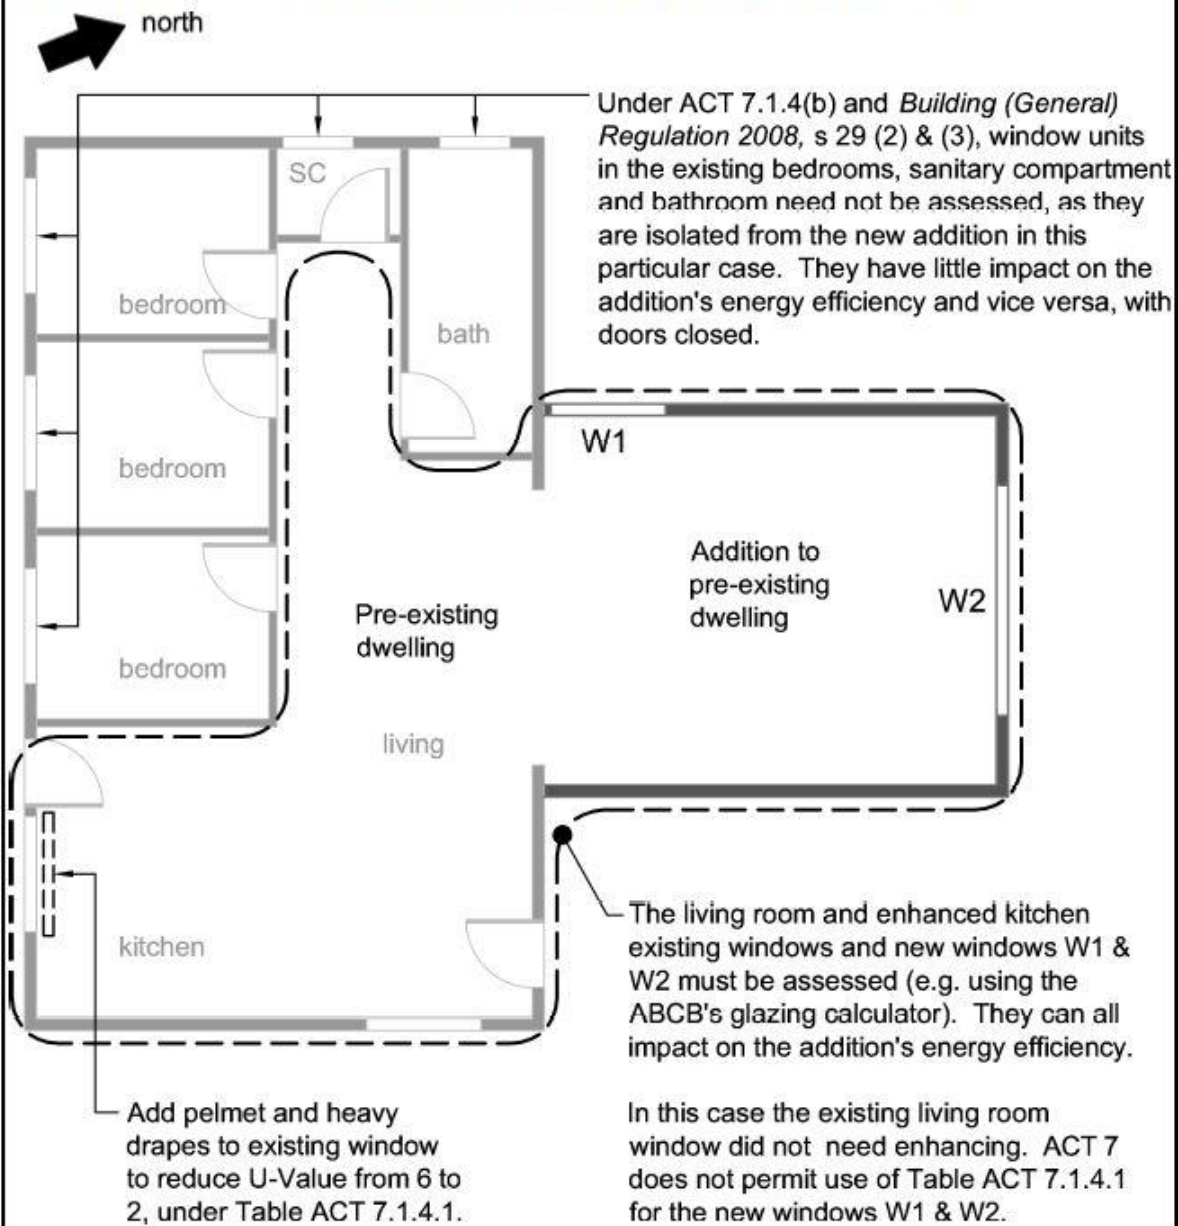 north
Under ACT 7.1.4(b) and Building (General)
Regulation 2008, s 29 (2) & (3), window units
in the existing bedrooms, sanitary compartment
and bathroom need not be assessed, as they
are isolated from the new addition in this
particular case. They have little impact on the
addition's energy efficiency and vice versa, with
doors closed.
SC
bedroom
bath
W1
bedroom
Addition to
pre-existing
dwelling
W2
Pre-existing
dwelling
bedroom
living
kitchen
The living room and enhanced kitchen
existing windows and new windows W1 &
W2 must be assessed (e.g. using the
ABCB's glazing calculator). They can all
impact on the addition's energy efficiency.
Add pelmet and heavy
drapes to existing window
to reduce U-Value from 6 to
2, under Table ACT 7.1.4.1.
In this case the existing living room
window did not need enhancing. ACT 7
does not permit use of Table ACT 7.1.4.1
for the new windows W1 & W2.